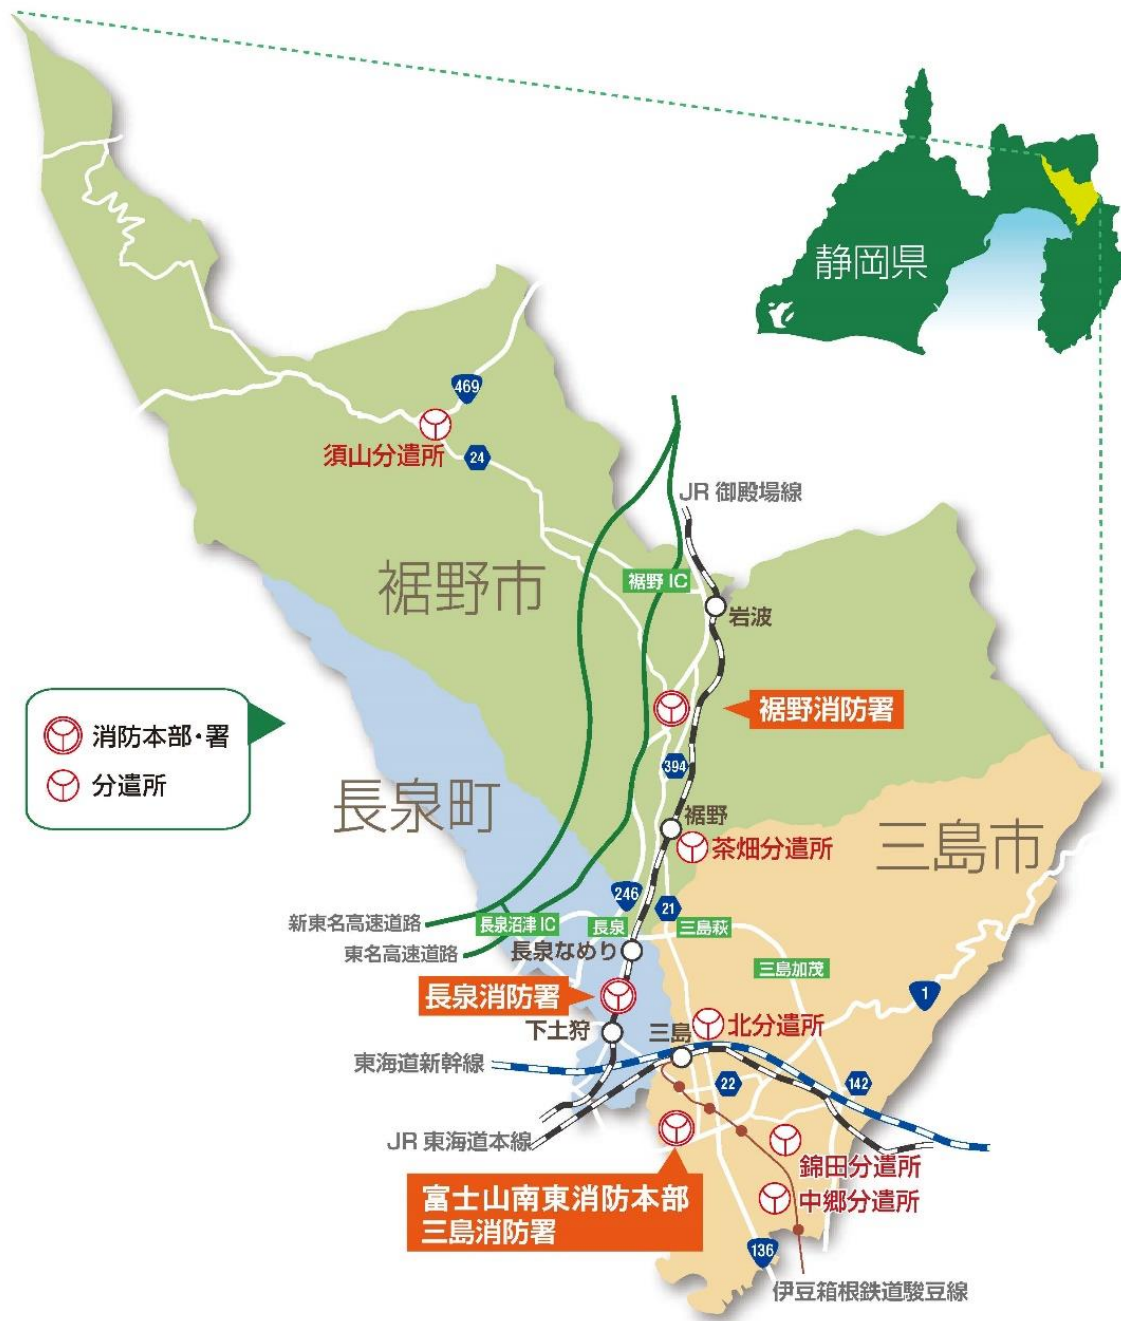 静岡県
469
須山分遣所
24
JR 御殿場線
裾野市
裾野 IC
岩波
裾野消防署
消防本部・署
分遣所
394
長泉町
裾野
茶畑分遣所
三島市
246
21
新東名高速道路
長泉沼津 IC
長泉
三島萩
東名高速道路
長泉なめり
三島加茂
長泉消防署
1
下土狩
三島
北分遣所
東海道新幹線
22
142
JR 東海道本線
錦田分遣所
中郷分遣所
富士山南東消防本部
三島消防署
136
伊豆箱根鉄道駿豆線